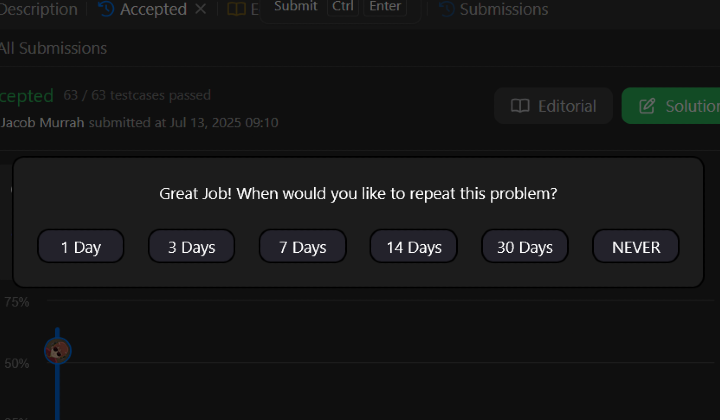 Description Accepted E Submit Ctrl Enter Submissions
All Submissions
cepted 63 / 63 testcases passed
Jacob Murrah submitted at Jul 13, 2025 09:10
Editorial Solution
Great Job! When would you like to repeat this problem?
1 Day 3 Days 7 Days 14 Days 30 Days NEVER
75%
50%